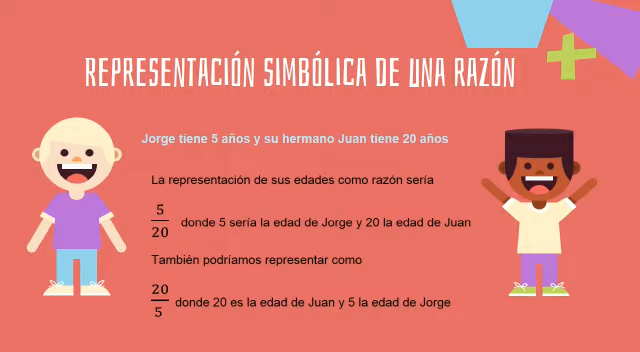 REPRESENTACIÓN SIMBÓLICA DE UNA RAZÓN
Jorge tiene 5 años y su hermano Juan tiene 20 años
La representación de sus edades como razón sería
5
20 donde 5 sería la edad de Jorge y 20 la edad de Juan
También podríamos representar como
20
5 donde 20 es la edad de Juan y 5 la edad de Jorge